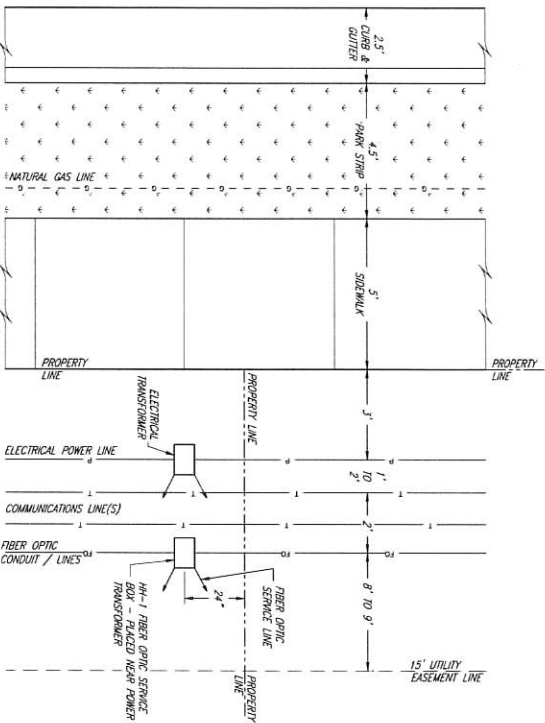 2.5'
CURB &
GUTTER
4.5'
PARK STRIP
NATURAL GAS LINE
G G G G G
5'
SIDEWALK
PROPERTY
LINE
PROPERTY
LINE
3'
PROPERTY LINE
ELECTRICAL
TRANSFORMER
ELECTRICAL POWER LINE
P P P
1'
TO
2'
T T T T
COMMUNICATIONS LINE(S)
2'
T T T T
FIBER OPTIC
CONDUIT / LINES
FO FO FO
FIBER OPTIC
SERVICE LINE
24"
HH-1 FIBER OPTIC SERVICE
BOX - PLACED NEAR POWER
TRANSFORMER
8' TO 9'
15' UTILITY
EASEMENT LINE
PROPERTY
LINE